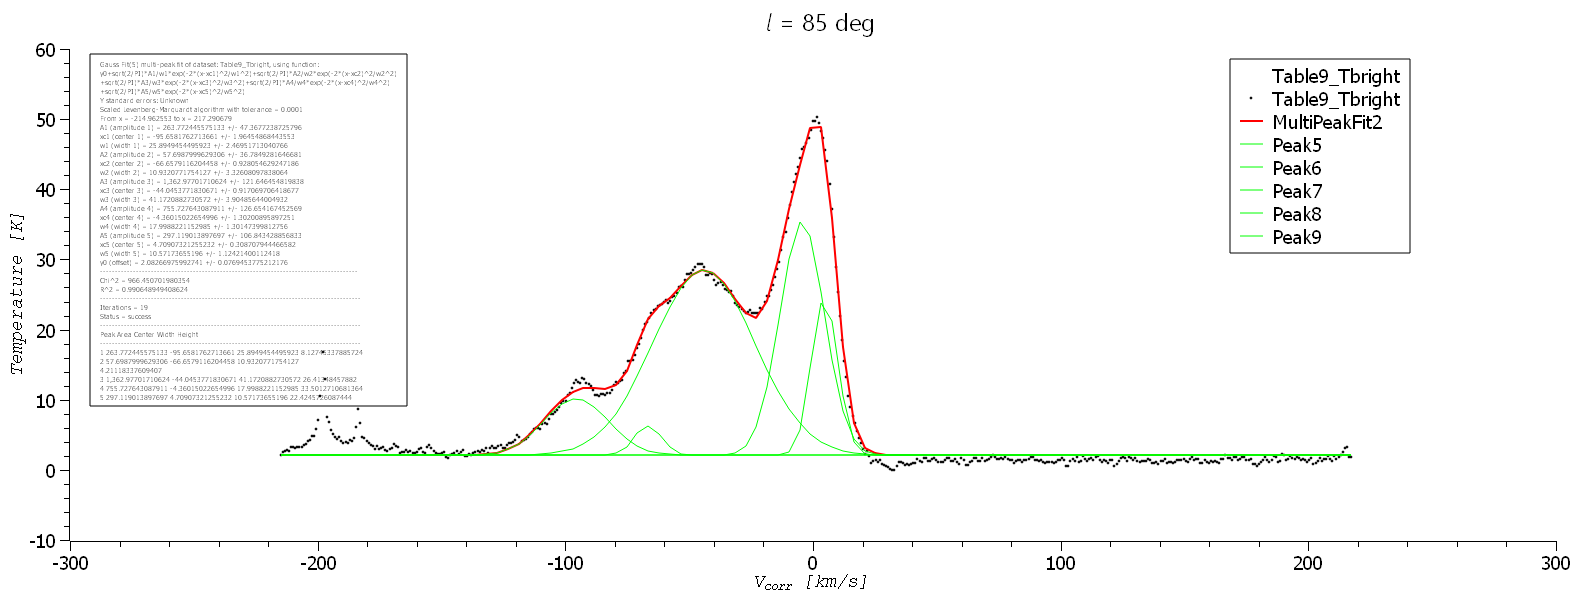 l = 85 deg
60
50
40
30
20
10
0
-10
Temperature [K]
Gauss Fit(5) multi-peak fit of dataset: Table9_Tbright, using function:
y0+sqrt(2/PI)*A1/w1*exp(-2*(x-xc1)^2/w1^2)+sqrt(2/PI)*A2/w2*exp(-2*(x-xc2)^2/w2^2)
+sqrt(2/PI)*A3/w3*exp(-2*(x-xc3)^2/w3^2)+sqrt(2/PI)*A4/w4*exp(-2*(x-xc4)^2/w4^2)
+sqrt(2/PI)*A5/w5*exp(-2*(x-xc5)^2/w5^2)
Y standard errors: Unknown
Scaled Levenberg-Marquardt algorithm with tolerance = 0.0001
From x = -214.962553 to x = 217.290679
A1 (amplitude 1) = 263.772445575133 +/- 47.3677238725796
xc1 (center 1) = -95.6581762713661 +/- 1.96454868443553
w1 (width 1) = 25.8949454495923 +/- 2.46951713040766
A2 (amplitude 2) = 57.6987999629306 +/- 36.7849281646681
xc2 (center 2) = -66.6579116204458 +/- 0.928054629247186
w2 (width 2) = 10.9320771754127 +/- 3.32608097838064
A3 (amplitude 3) = 1,362.97701710624 +/- 121.646454819838
xc3 (center 3) = -44.0453771830671 +/- 0.917069706418677
w3 (width 3) = 41.1720882730572 +/- 3.90485644004932
A4 (amplitude 4) = 755.727643087911 +/- 126.654167452569
xc4 (center 4) = -4.36015022654996 +/- 1.30200895897251
w4 (width 4) = 17.9988221152985 +/- 1.30147399812756
A5 (amplitude 5) = 297.119013897697 +/- 106.843428856833
xc5 (center 5) = 4.70907321255232 +/- 0.308707944466582
w5 (width 5) = 10.57173655196 +/- 1.12421400112418
y0 (offset) = 2.08266975992741 +/- 0.0769453775212176
Chi^2 = 966.450701980354
R^2 = 0.990648949408624
Iterations = 19
Status = success
Peak Area Center Width Height
1 263.772445575133 -95.6581762713661 25.8949454495923
2 57.6987999629306 -66.6579116204458 10.9320771754127
4.21118337609407
3 1,362.97701710624 -44.0453771830671 41.1720882730572
4 755.727643087911 -4.36015022654996 17.9988221152985 33.5012710681364
5 297.119013897697 4.70907321255232 10.57173655196
Table9_Tbright
Table9_Tbright
MultiPeakFit2
Peak5
Peak6
Peak7
Peak8
Peak9
-300
-200
-100
0
100
200
300
Vcorr [km/s]